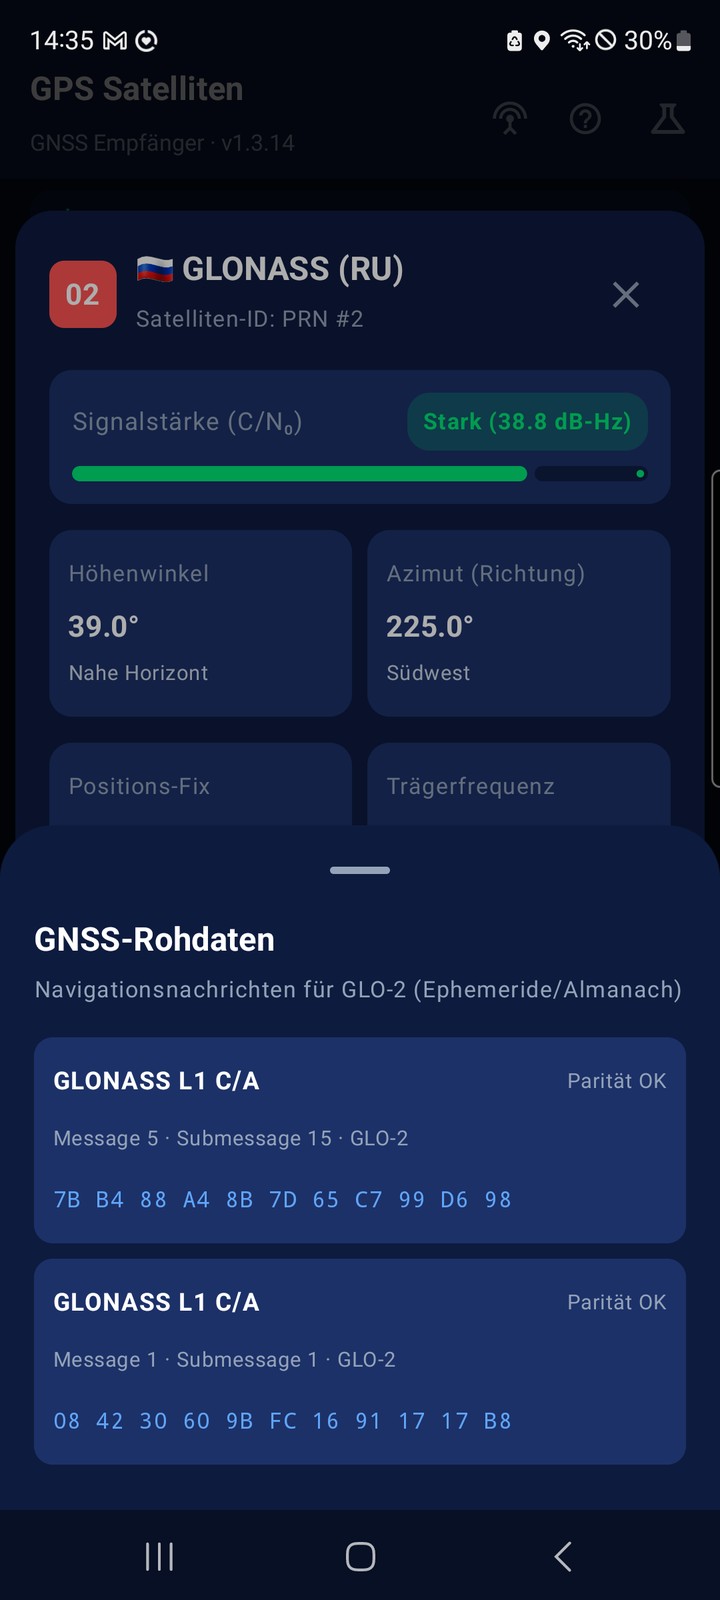 14:35 30%
GPS Satelliten
GNSS Empfänger · v1.3.14
02
🇷🇺 GLONASS (RU)
Satelliten-ID: PRN #2
Signalstärke (C/N₀)
Stark (38.8 dB-Hz)
Höhenwinkel
39.0°
Nahe Horizont
Azimut (Richtung)
225.0°
Südwest
Positions-Fix
Trägerfrequenz
GNSS-Rohdaten
Navigationsnachrichten für GLO-2 (Ephemeride/Almanach)
GLONASS L1 C/A Parität OK
Message 5 · Submessage 15 · GLO-2
7B B4 88 A4 8B 7D 65 C7 99 D6 98
GLONASS L1 C/A Parität OK
Message 1 · Submessage 1 · GLO-2
08 42 30 60 9B FC 16 91 17 17 B8